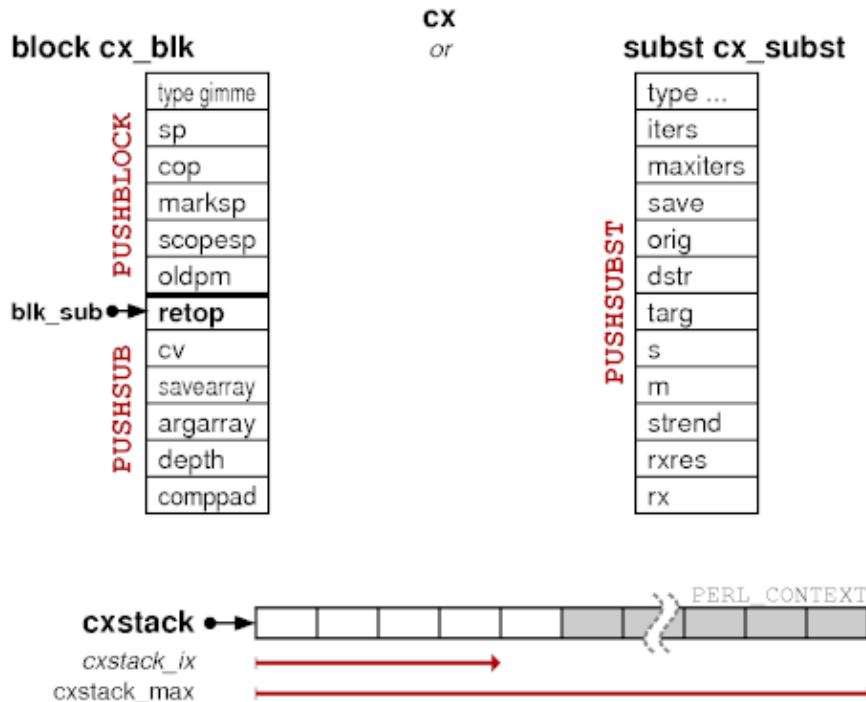 cx
or
block cx_blk
subst cx_subst
PUSHBLOCK
type gimme
sp
cop
marksp
scopesp
oldpm
blk_sub
retop
PUSHSUB
cv
savearray
argarray
depth
comppad
PUSHSUBST
type ...
iters
maxiters
save
orig
dstr
targ
s
m
strend
rxres
rx
PERL_CONTEXT
cxstack
cxstack_ix
cxstack_max